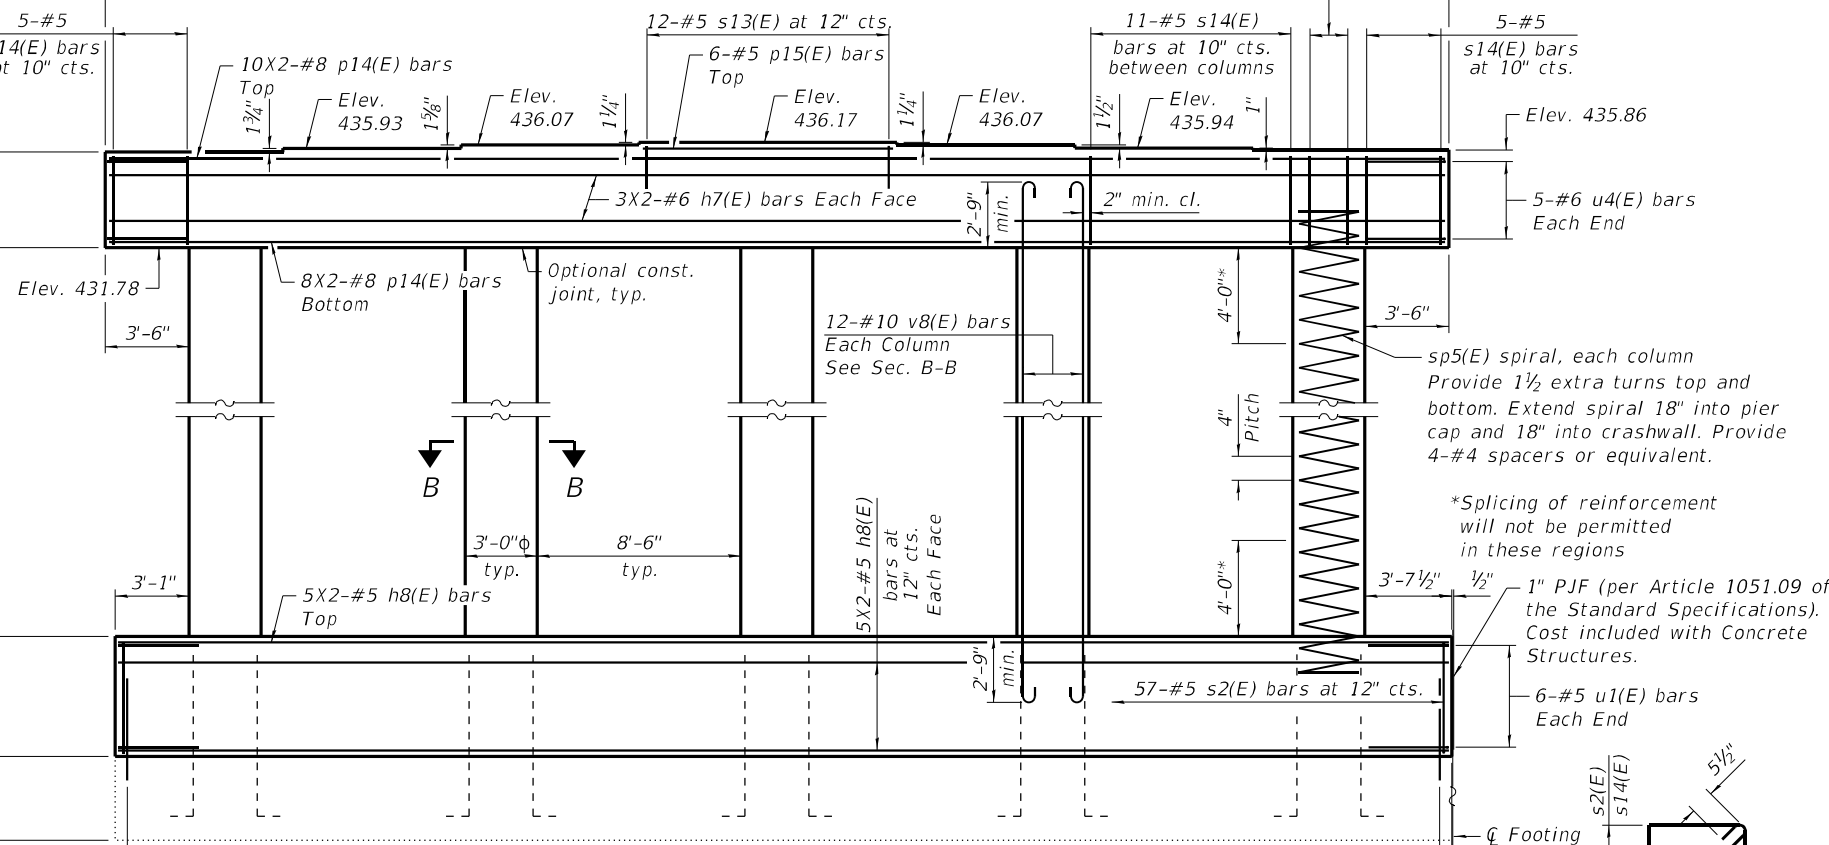 5-#5
14(E) bars
at 10" cts.
10X2-#8 p14(E) bars
Top
1¾"
Elev.
435.93
1⅝"
Elev.
436.07
1¼"
12-#5 s13(E) at 12" cts.
6-#5 p15(E) bars
Top
Elev.
436.17
1¼"
Elev.
436.07
11-#5 s14(E)
bars at 10" cts.
between columns
1½"
Elev.
435.94
1"
5-#5
s14(E) bars
at 10" cts.
Elev. 435.86
3X2-#6 h7(E) bars Each Face
2'-9"
min.
2" min. cl.
5-#6 u4(E) bars
Each End
Elev. 431.78
8X2-#8 p14(E) bars
Bottom
Optional const.
joint, typ.
3'-6"
12-#10 v8(E) bars
Each Column
See Sec. B-B
4'-0"*
3'-6"
sp5(E) spiral, each column
Provide 1½ extra turns top and
bottom. Extend spiral 18" into pier
cap and 18" into crashwall. Provide
4-#4 spacers or equivalent.
4"
Pitch
B
B
*Splicing of reinforcement
will not be permitted
in these regions
3'-0"ϕ
typ.
8'-6"
typ.
5X2-#5 h8(E)
bars at
12" cts.
Each Face
4'-0"*
3'-1"
5X2-#5 h8(E) bars
Top
3'-7½"
½"
1" PJF (per Article 1051.09 of
the Standard Specifications).
Cost included with Concrete
Structures.
2'-9"
min.
57-#5 s2(E) bars at 12" cts.
6-#5 u1(E) bars
Each End
s2(E)
s14(E)
5½"
℄ Footing